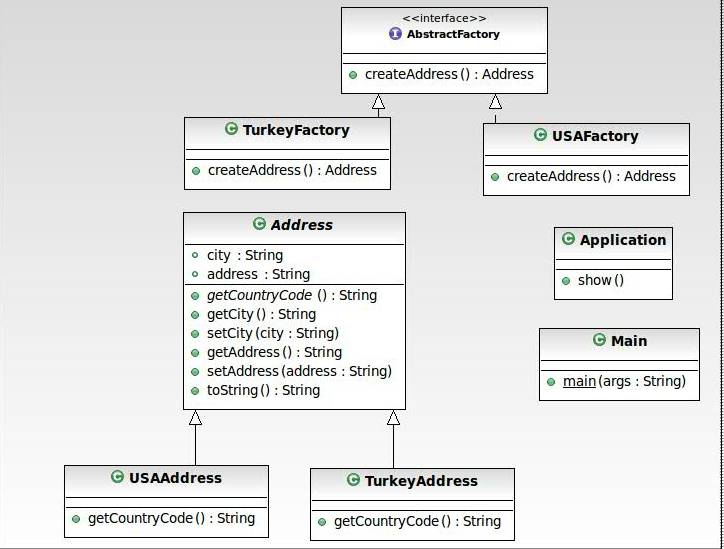 <<interface>>
I AbstractFactory
createAddress () : Address
C TurkeyFactory
createAddress () : Address
C USAFactory
createAddress () : Address
C Address
city : String
address : String
getCountryCode () : String
getCity () : String
setCity (city : String)
getAddress () : String
setAddress (address : String)
toString () : String
C Application
show ()
C Main
main (args : String)
C USAAddress
getCountryCode () : String
C TurkeyAddress
getCountryCode () : String